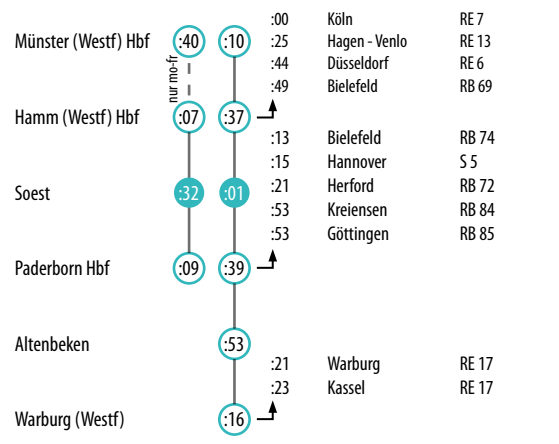 :00 Köln RE 7
Münster (Westf) Hbf :40 :10 :25 Hagen - Venlo RE 13
:44 Düsseldorf RE 6
nur mo-fr
:49 Bielefeld RB 69
Hamm (Westf) Hbf :07 :37
:13 Bielefeld RB 74
:15 Hannover S 5
Soest :32 :01 :21 Herford RB 72
:53 Kreiensen RB 84
:53 Göttingen RB 85
Paderborn Hbf :09 :39
Altenbeken :53
:21 Warburg RE 17
:23 Kassel RE 17
Warburg (Westf) :16